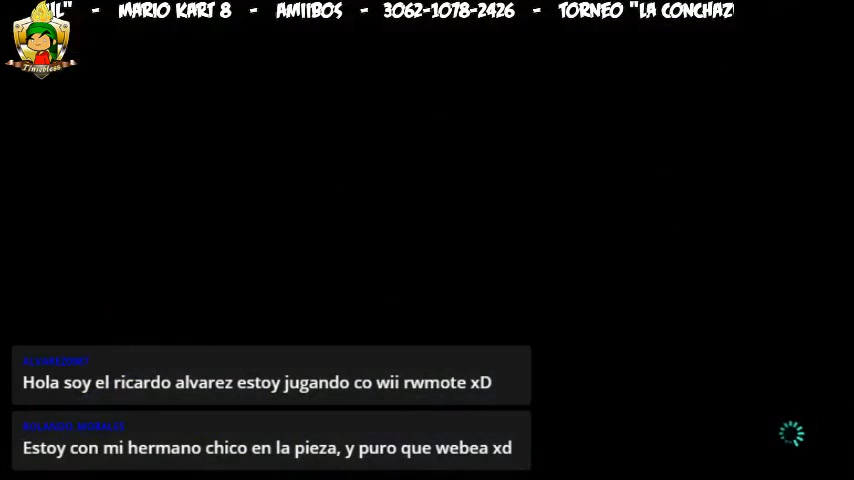 - MARIO KART 8 - AMIIBOS - 3062-1078-2426 - TORNEO "LA CONCHAZ
Hola soy el ricardo alvarez estoy jugando co wii rwmote xD
ROLANDO_MORALES
Estoy con mi hermano chico en la pieza, y puro que webea xd